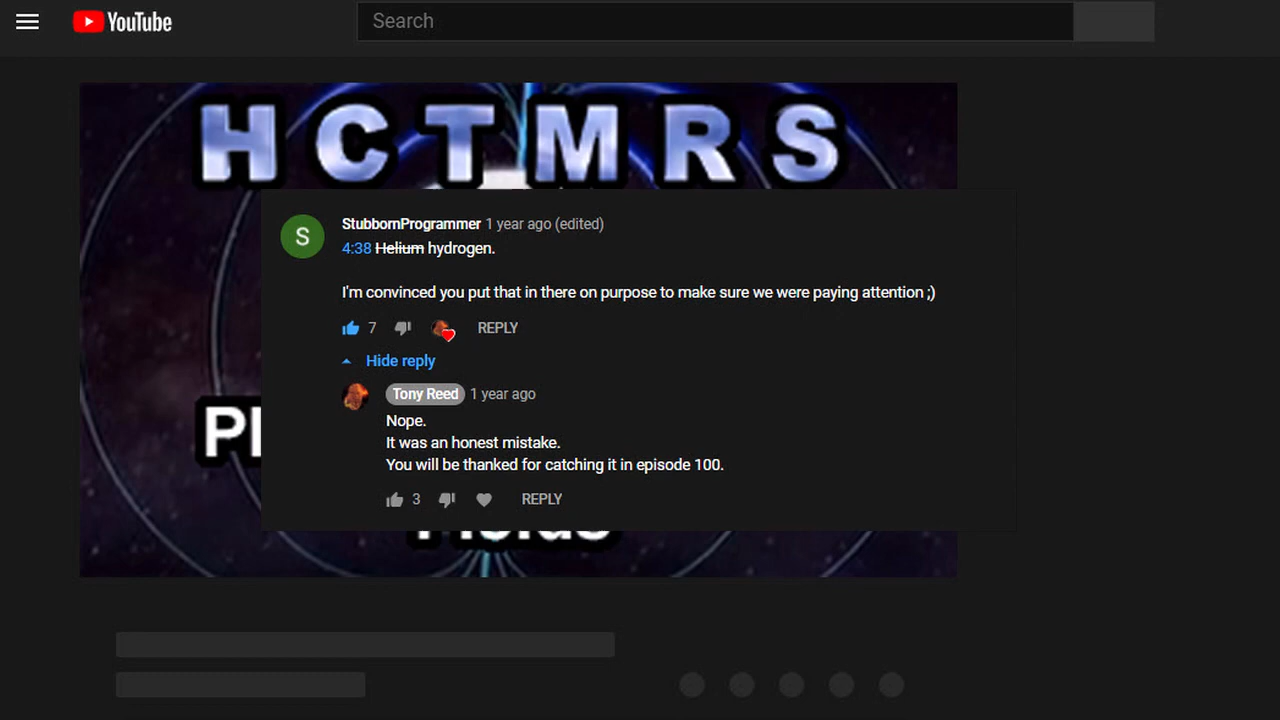 YouTube
Search
H C T M R S
StubbornProgrammer 1 year ago (edited)
4:38 Helium hydrogen.
I'm convinced you put that in there on purpose to make sure we were paying attention ;)
7 REPLY
Hide reply
Tony Reed 1 year ago
Nope.
It was an honest mistake.
You will be thanked for catching it in episode 100.
3 REPLY